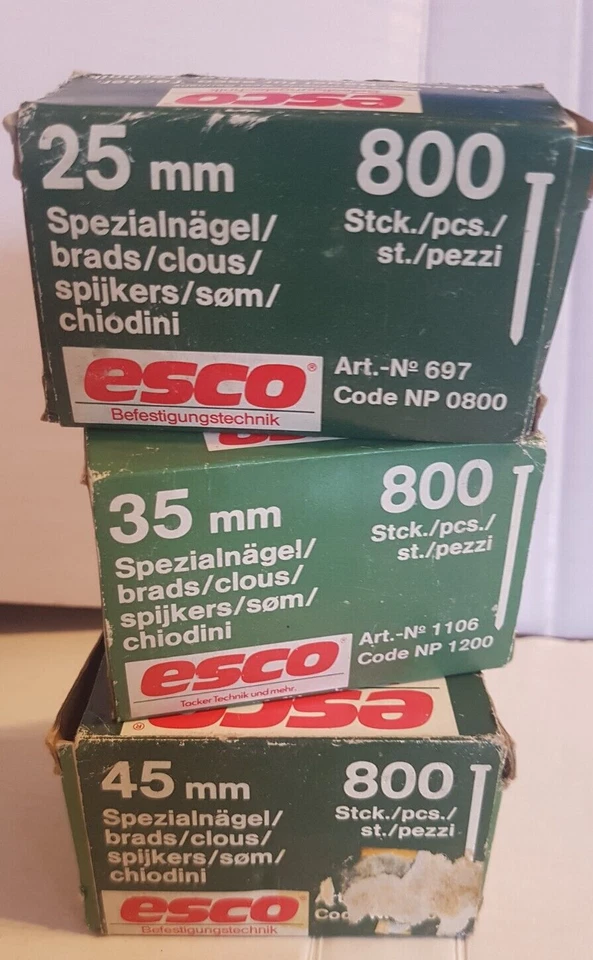 esco
25 mm
800
Spezialnägel/
brads/clous/
spijkers/søm/
chiodini
Stck./pcs./
st./pezzi
esco®
Befestigungstechnik
Art.-Nº 697
Code NP 0800
35 mm
800
Spezialnägel/
brads/clous/
spijkers/søm/
chiodini
Stck./pcs./
st./pezzi
esco
Tacker Technik und mehr.
Art.-Nº 1106
Code NP 1200
esco
®
45 mm
800
Spezialnägel/
brads/clous/
spijkers/søm/
chiodini
Stck./pcs./
st./pezzi
esco
Befestigungstechnik